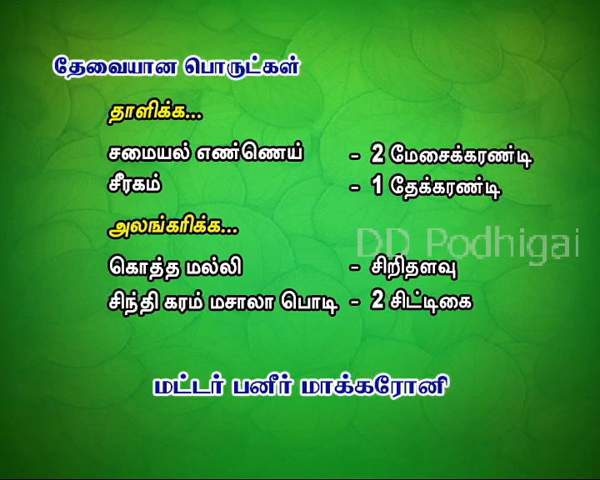 தேவையான பொருட்கள்
தாளிக்க...
சமையல் எண்ணெய் - 2 மேசைக்கரண்டி
சீரகம் - 1 தேக்கரண்டி
அலங்கரிக்க...
DD Podhigai
கொத்த மல்லி - சிறிதளவு
சிந்தி கரம் மசாலா பொடி - 2 சிட்டிகை
மட்டர் பனீர் மாக்கரோனி